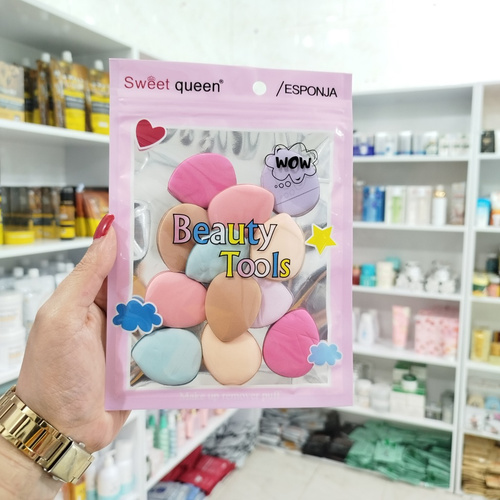 Sweet queen®
/ESPONJA
WOW
Beauty
Tools